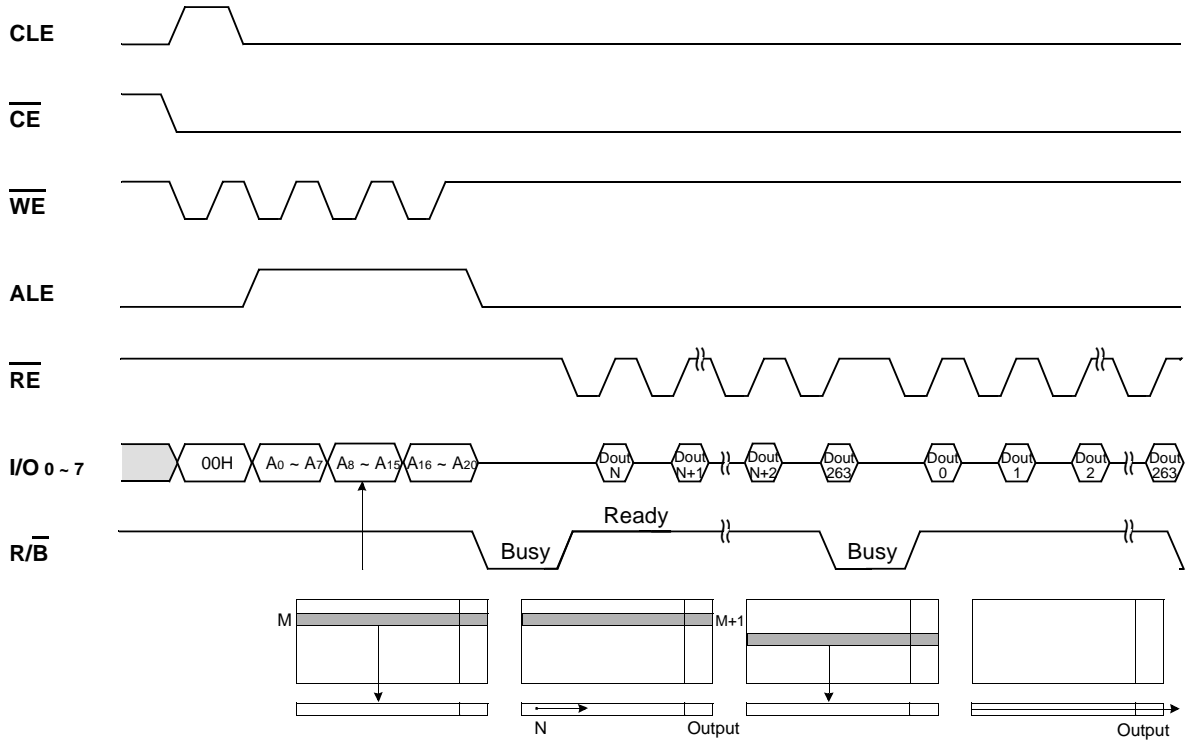 CLE
CE
WE
ALE
RE
I/O 0 ~ 7
00H
A0 ~ A7
A8 ~ A15
A16 ~ A20
Dout N
Dout N+1
Dout N+2
Dout 263
Dout 0
Dout 1
Dout 2
Dout 263
R/B
Busy
Ready
Busy
M
M+1
N
Output
Output